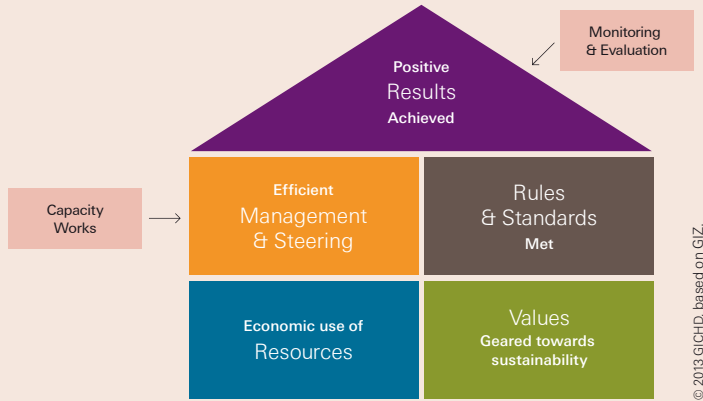 Monitoring
& Evaluation
Positive
Results
Achieved
Capacity
Works
Efficient
Management
& Steering
Rules
& Standards
Met
Economic use of
Resources
Values
Geared towards
sustainability
© 2013 GICHD, based on GIZ.